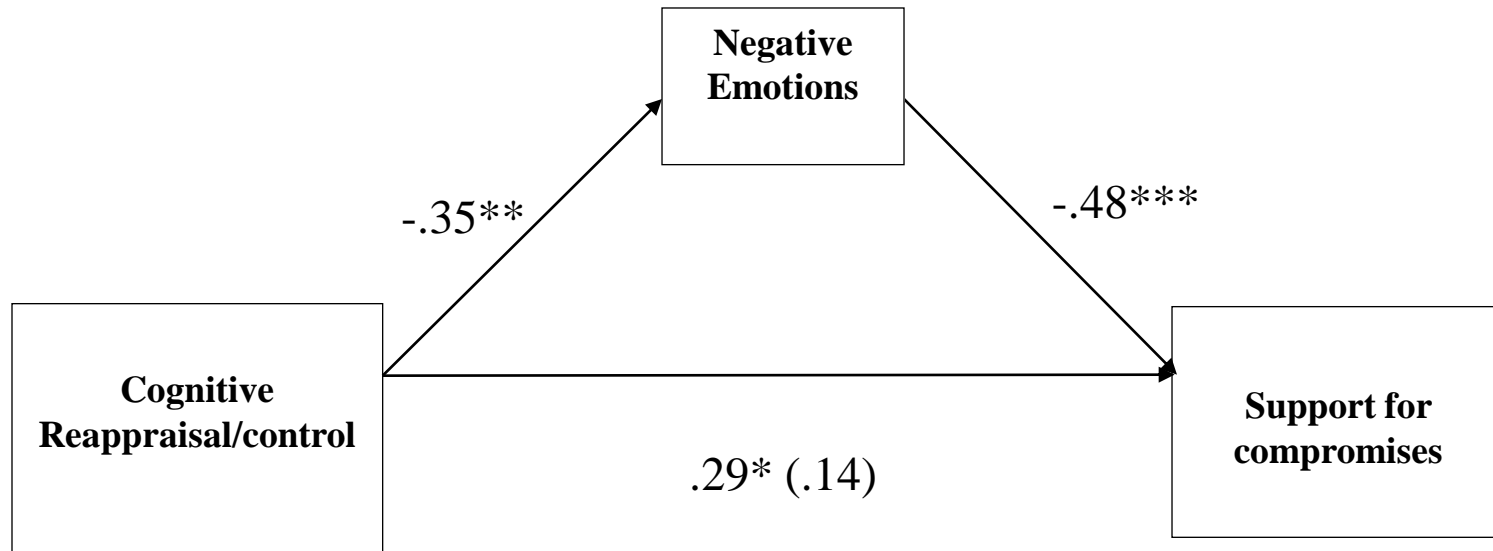 Negative
Emotions
-.35**
-.48***
Cognitive
Reappraisal/control
Support for
compromises
.29* (.14)